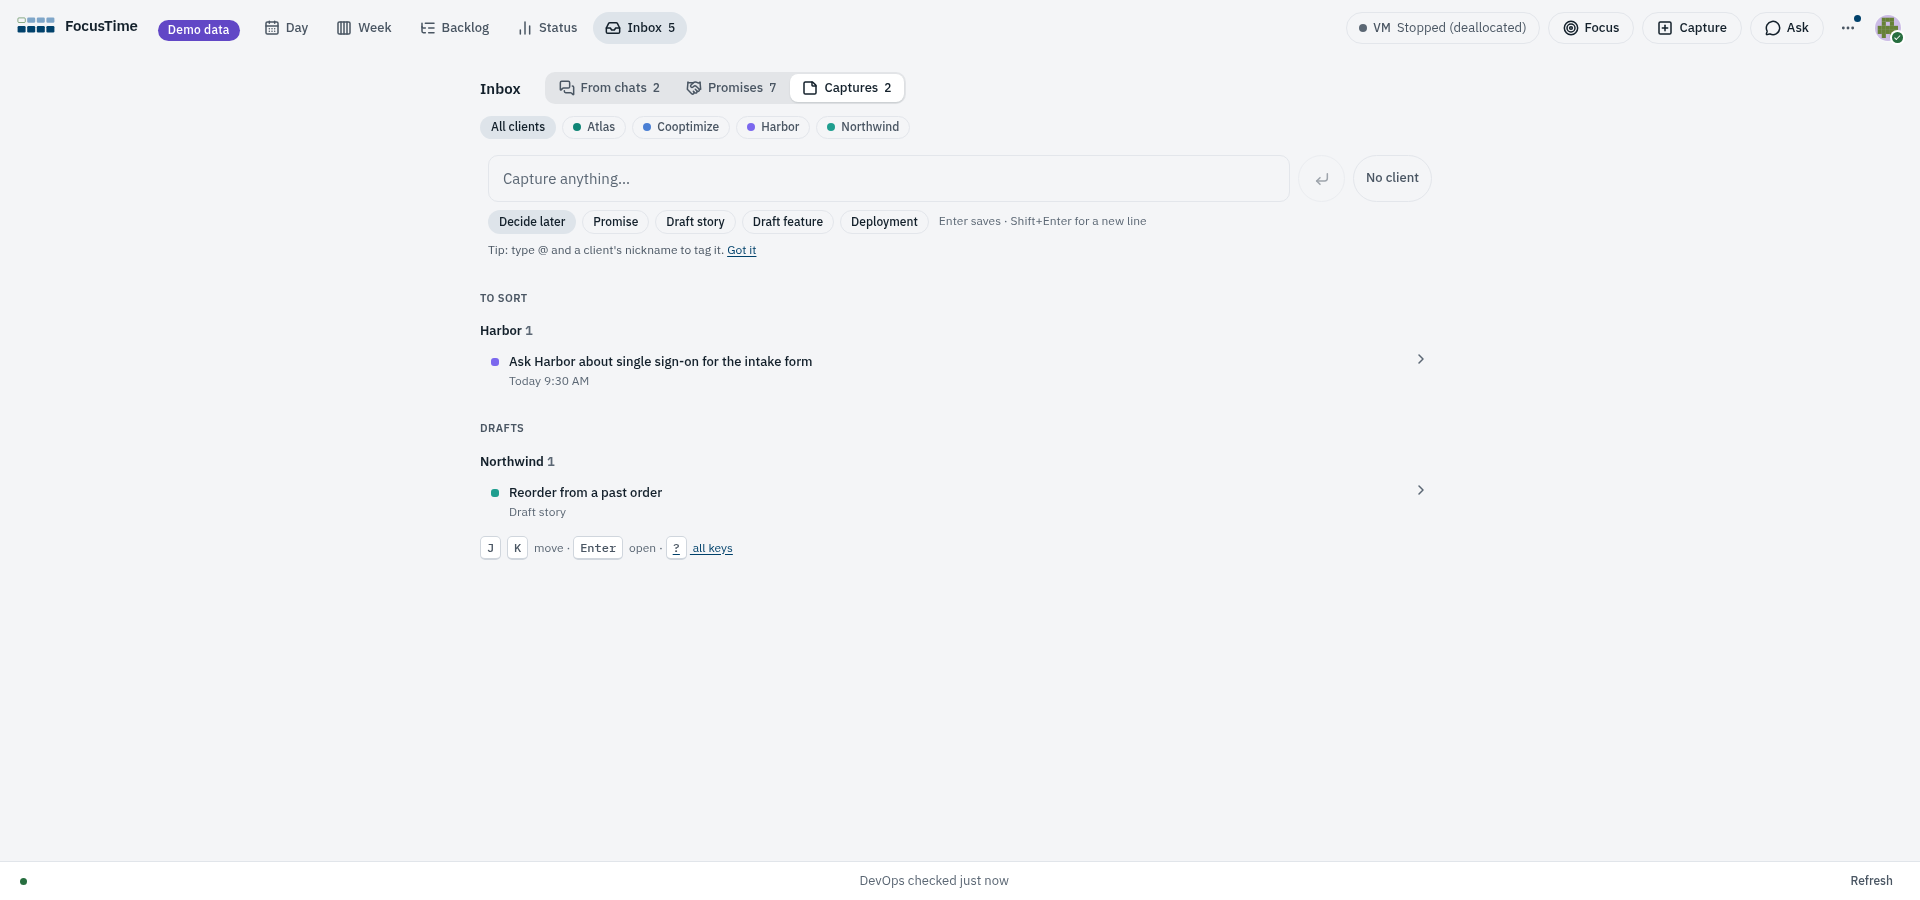 FocusTime
Demo data
Day
Week
Backlog
Status
Inbox 5
VM Stopped (deallocated)
Focus
Capture
Ask
Inbox
From chats 2
Promises 7
Captures 2
All clients
Atlas
Cooptimize
Harbor
Northwind
Capture anything...
No client
Decide later
Promise
Draft story
Draft feature
Deployment
Enter saves · Shift+Enter for a new line
Tip: type @ and a client's nickname to tag it. Got it
TO SORT
Harbor 1
Ask Harbor about single sign-on for the intake form
Today 9:30 AM
DRAFTS
Northwind 1
Reorder from a past order
Draft story
J K move · Enter open · ? all keys
DevOps checked just now
Refresh